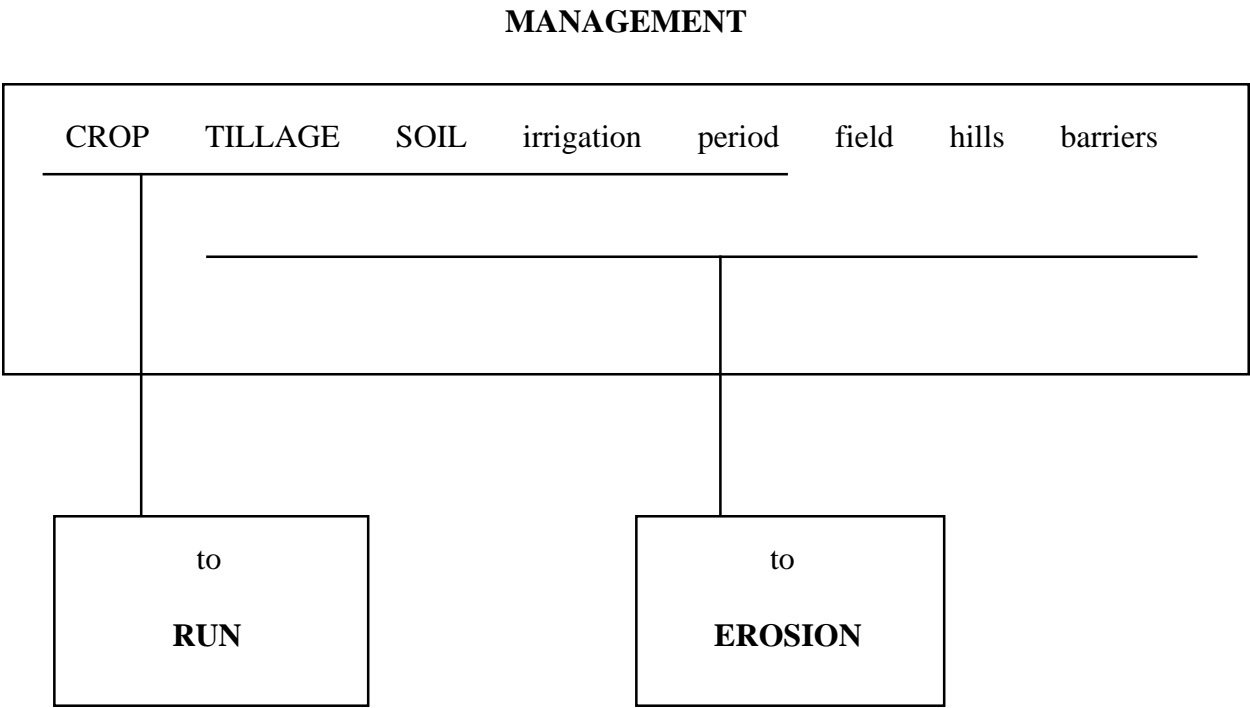 MANAGEMENT
CROP TILLAGE SOIL irrigation period field hills barriers
to
RUN
to
EROSION